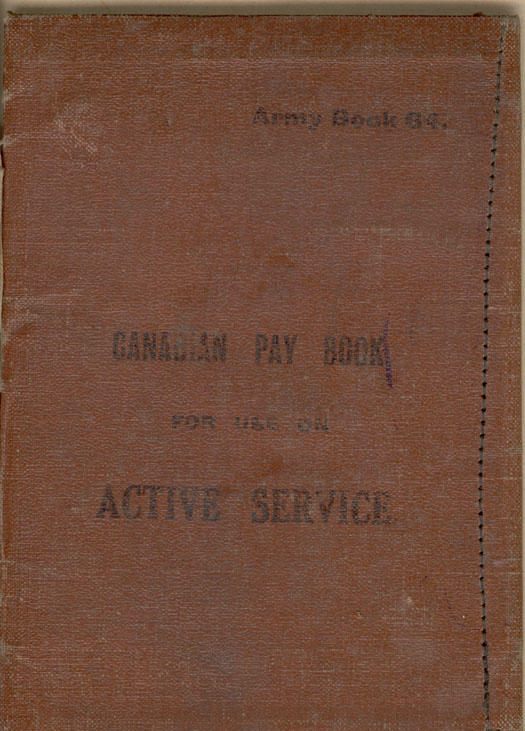 Army Book 64.
CANADIAN PAY BOOK
FOR USE ON
ACTIVE SERVICE